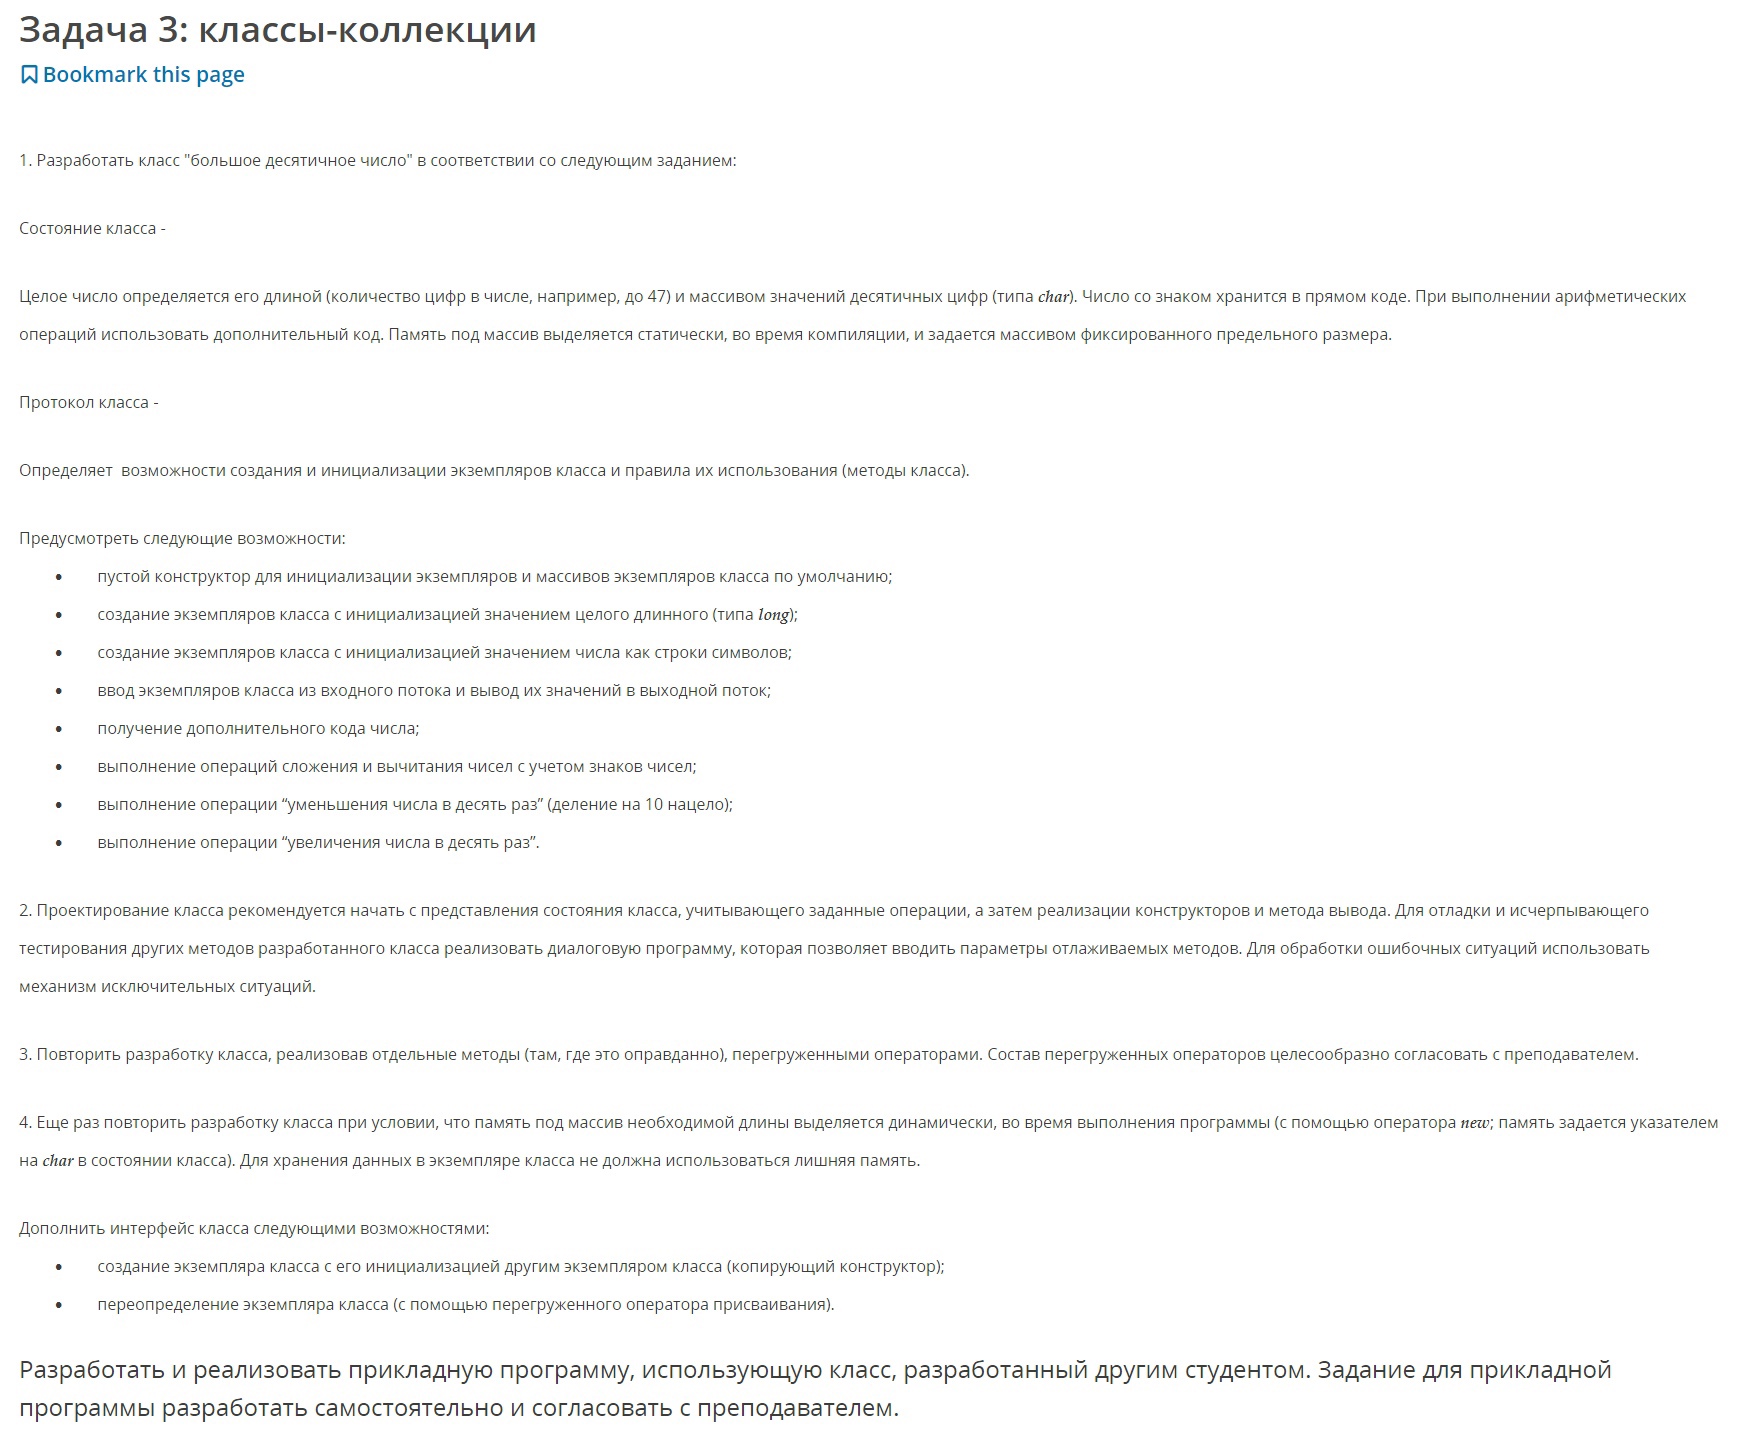 Задача 3: классы-коллекции
Bookmark this page
1. Разработать класс "большое десятичное число" в соответствии со следующим заданием:
Состояние класса -
Целое число определяется его длиной (количество цифр в числе, например, до 47) и массивом значений десятичных цифр (типа char). Число со знаком хранится в прямом коде. При выполнении арифметических
операций использовать дополнительный код. Память под массив выделяется статически, во время компиляции, и задается массивом фиксированного предельного размера.
Протокол класса -
Определяет  возможности создания и инициализации экземпляров класса и правила их использования (методы класса).
Предусмотреть следующие возможности:
• пустой конструктор для инициализации экземпляров и массивов экземпляров класса по умолчанию;
• создание экземпляров класса с инициализацией значением целого длинного (типа long);
• создание экземпляров класса с инициализацией значением числа как строки символов;
• ввод экземпляров класса из входного потока и вывод их значений в выходной поток;
• получение дополнительного кода числа;
• выполнение операций сложения и вычитания чисел с учетом знаков чисел;
• выполнение операции “уменьшения числа в десять раз” (деление на 10 нацело);
• выполнение операции “увеличения числа в десять раз”.
2. Проектирование класса рекомендуется начать с представления состояния класса, учитывающего заданные операции, а затем реализации конструкторов и метода вывода. Для отладки и исчерпывающего
тестирования других методов разработанного класса реализовать диалоговую программу, которая позволяет вводить параметры отлаживаемых методов. Для обработки ошибочных ситуаций использовать
механизм исключительных ситуаций.
3. Повторить разработку класса, реализовав отдельные методы (там, где это оправданно), перегруженными операторами. Состав перегруженных операторов целесообразно согласовать с преподавателем.
4. Еще раз повторить разработку класса при условии, что память под массив необходимой длины выделяется динамически, во время выполнения программы (с помощью оператора new; память задается указателем
на char в состоянии класса). Для хранения данных в экземпляре класса не должна использоваться лишняя память.
Дополнить интерфейс класса следующими возможностями:
• создание экземпляра класса с его инициализацией другим экземпляром класса (копирующий конструктор);
• переопределение экземпляра класса (с помощью перегруженного оператора присваивания).
Разработать и реализовать прикладную программу, использующую класс, разработанный другим студентом. Задание для прикладной
программы разработать самостоятельно и согласовать с преподавателем.